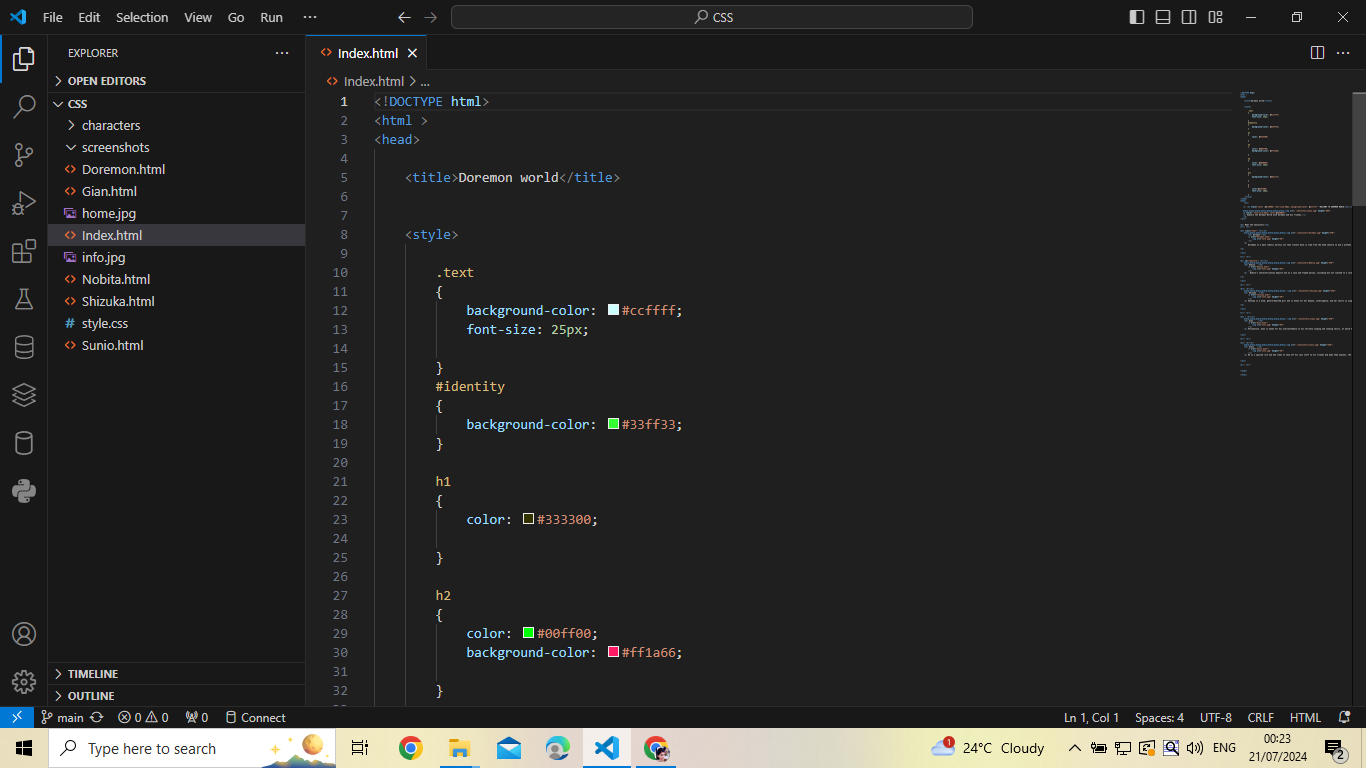 File Edit Selection View Go Run ··· CSS
EXPLORER ···
OPEN EDITORS
CSS
characters
screenshots
Doremon.html
Gian.html
home.jpg
Index.html
info.jpg
Nobita.html
Shizuka.html
# style.css
Sunio.html
TIMELINE
OUTLINE
Index.html
Index.html > ...
1 <!DOCTYPE html>
2 <html >
3 <head>
4
5 <title>Doremon world</title>
6
7
8 <style>
9
10 .text
11 {
12 background-color: #ccffff;
13 font-size: 25px;
14
15 }
16 #identity
17 {
18 background-color: #33ff33;
19 }
20
21 h1
22 {
23 color: #333300;
24
25 }
26
27 h2
28 {
29 color: #00ff00;
30 background-color: #ff1a66;
31
32 }
main 0 0 0 Connect Ln 1, Col 1 Spaces: 4 UTF-8 CRLF HTML
Type here to search 1 24°C Cloudy ENG 00:23
21/07/2024 2